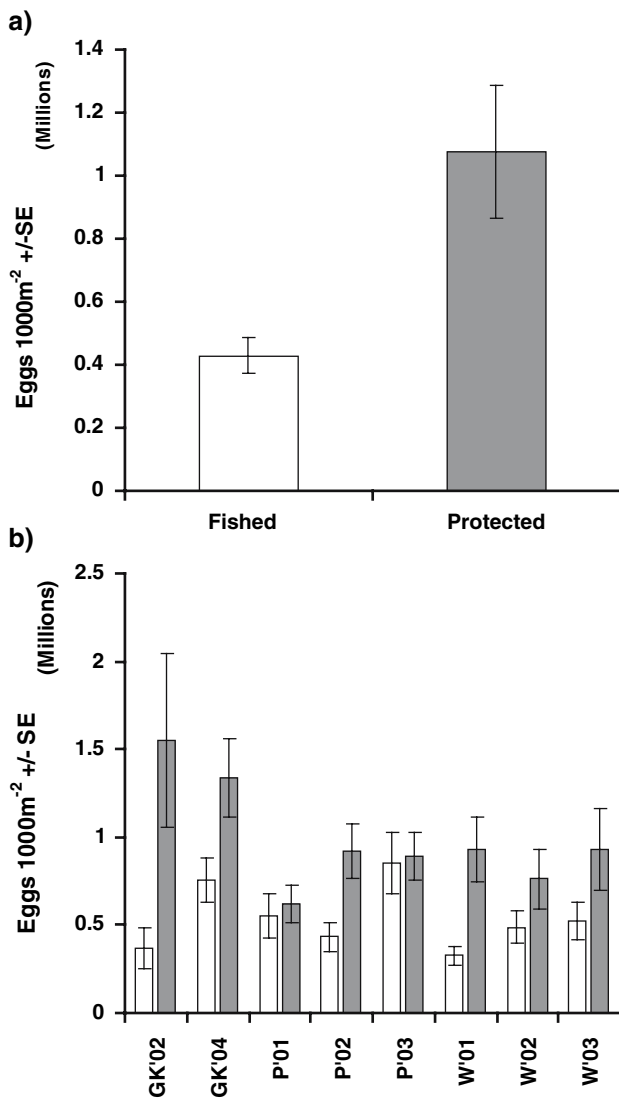 a)
Eggs 1000m⁻² +/-SE (Millions)
1.4
1.2
1
0.8
0.6
0.4
0.2
0
Fished Protected
b)
Eggs 1000m⁻² +/- SE (Millions)
2.5
2
1.5
1
0.5
0
GK'02 GK'04 P'01 P'02 P'03 W'01 W'02 W'03